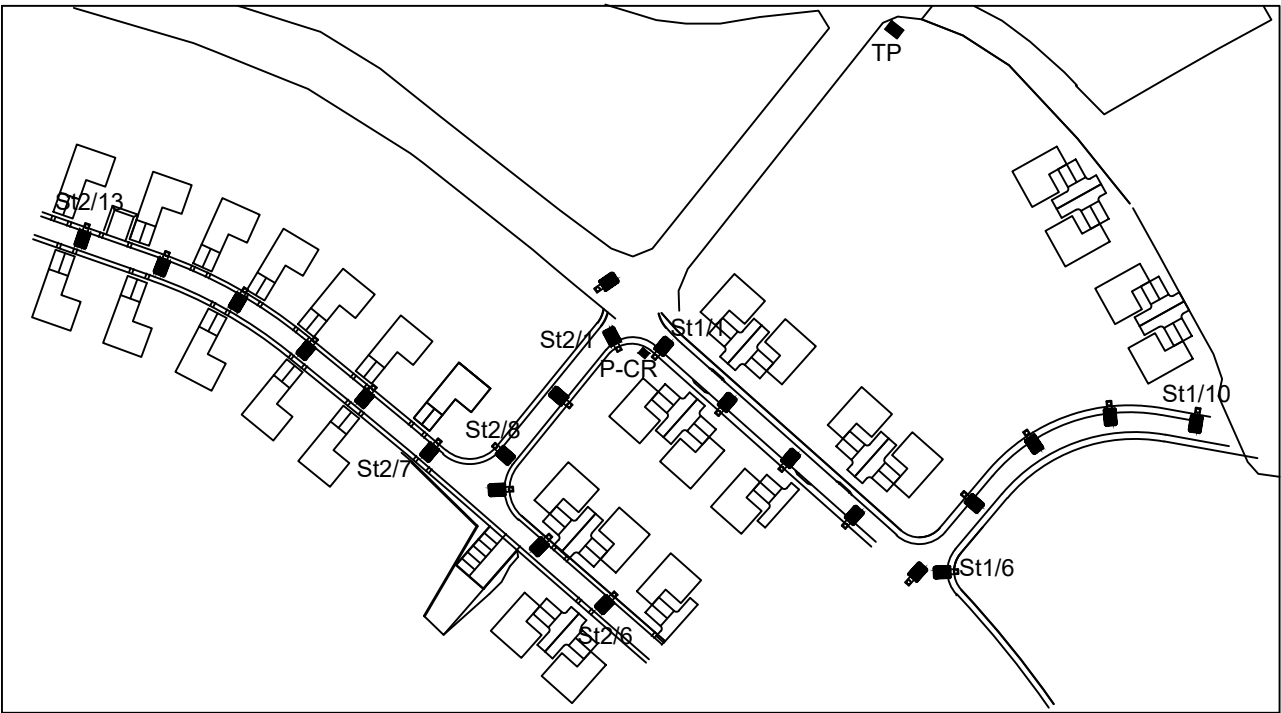 TP
St2/13
St2/1
St1/1
P-CR
St1/10
St2/8
St2/7
St1/6
St2/6